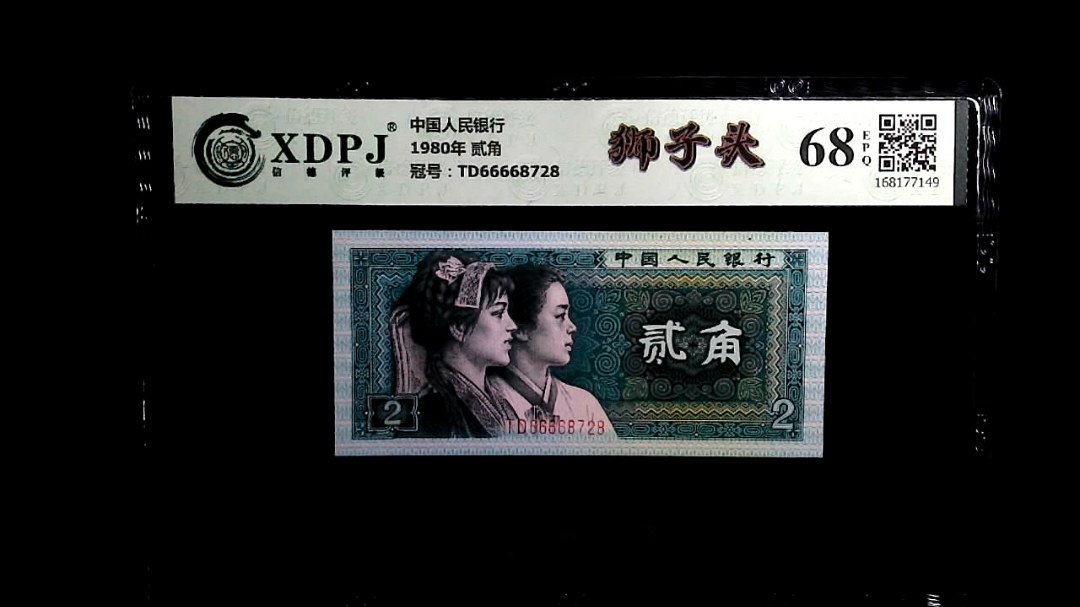 XDPJ®
信德评级
中国人民银行
1980年 贰角
冠号：TD66668728
狮子头
68
EPQ
168177149
中国人民银行
贰角
2
2
TD66668728